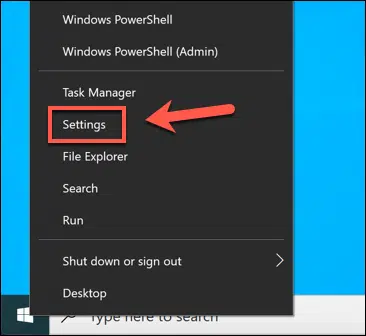 Windows PowerShell
Windows PowerShell (Admin)
Task Manager
Settings
File Explorer
Search
Run
Shut down or sign out
Desktop
Type here to search